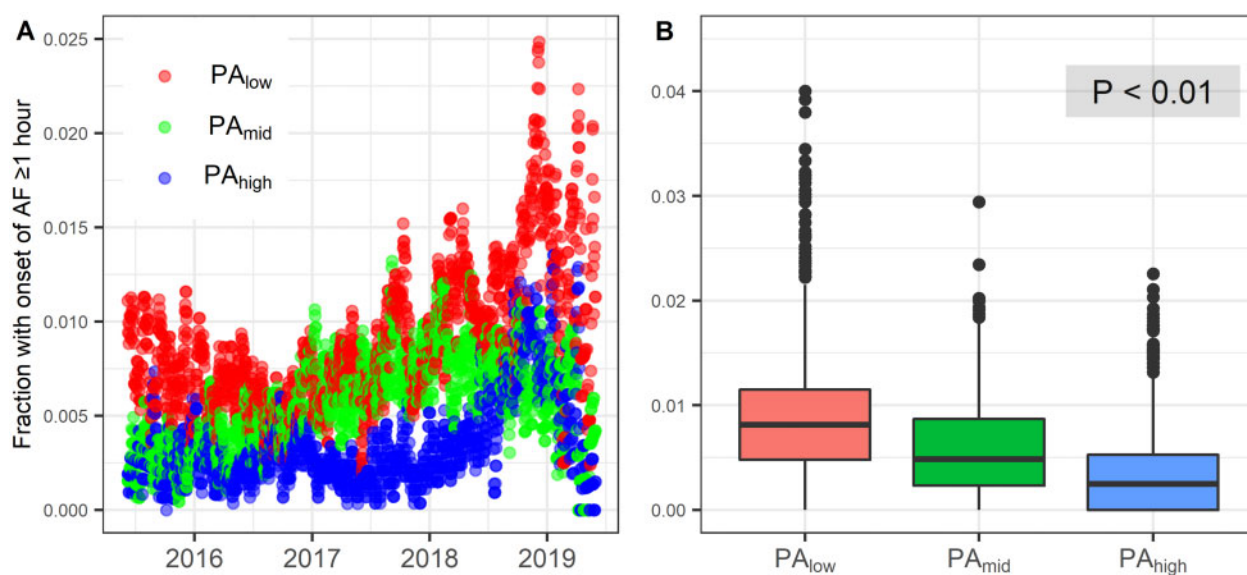 A
Fraction with onset of AF ≥1 hour
0.025
0.020
0.015
0.010
0.005
0.000
PAlow
PAmid
PAhigh
2016 2017 2018 2019
B
P < 0.01
0.04
0.03
0.02
0.01
0.00
PAlow PAmid PAhigh